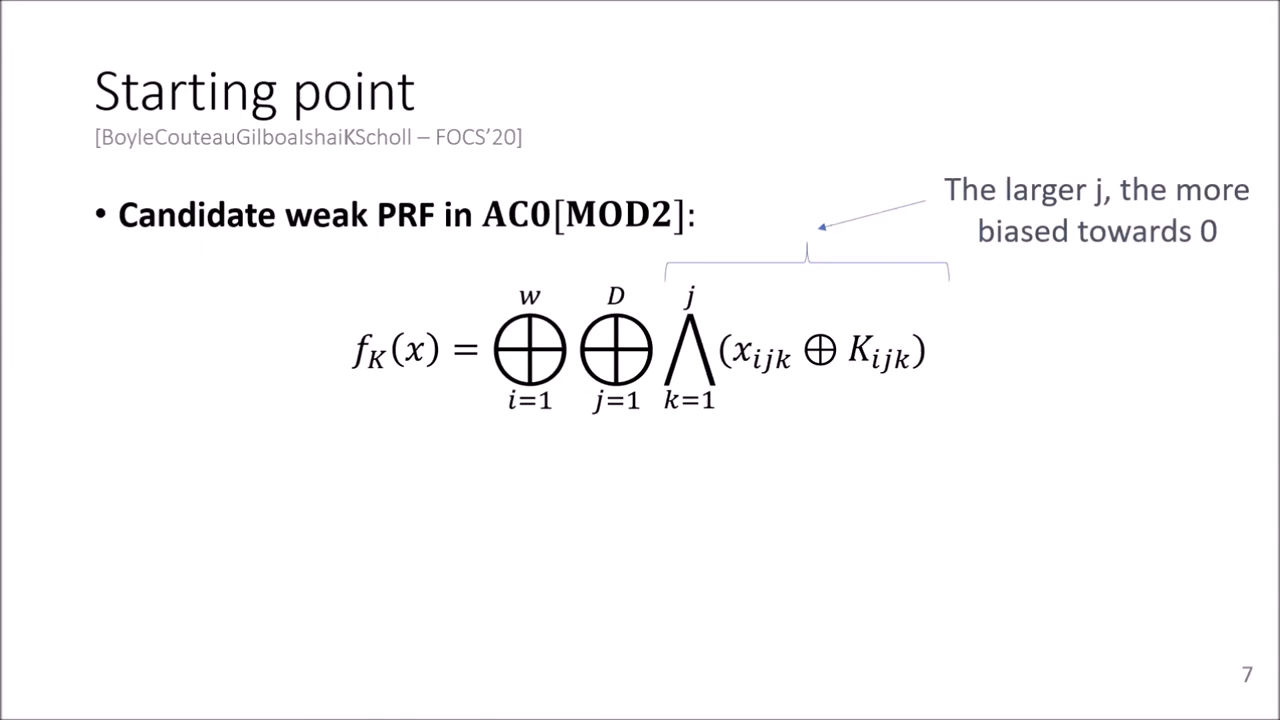 Starting point
[BoyleCouteauGilboaIshaiKScholl – FOCS'20]
The larger j, the more
biased towards 0
• Candidate weak PRF in AC0[MOD2]:
f_K(x) = ⨁_{i=1}^{w} ⨁_{j=1}^{D} ⋀_{k=1}^{j} (x_{ijk} ⊕ K_{ijk})
7